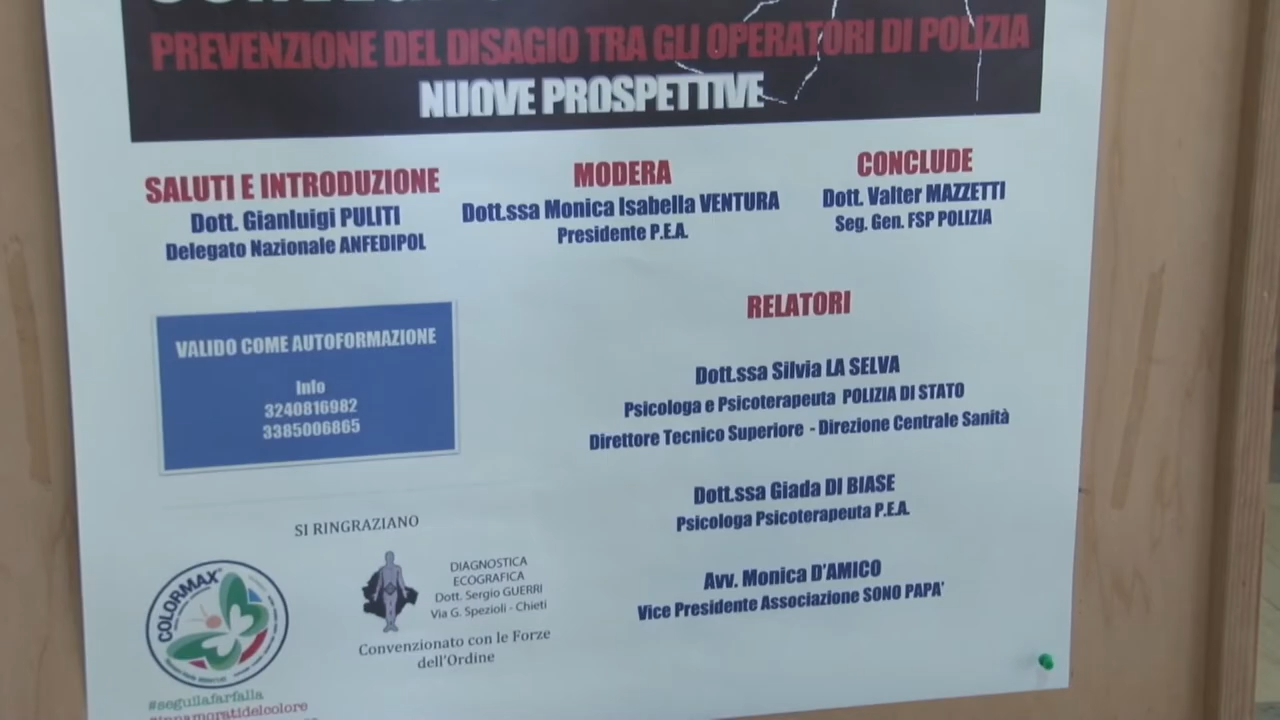 PREVENZIONE DEL DISAGIO TRA GLI OPERATORI DI POLIZIA
NUOVE PROSPETTIVE
SALUTI E INTRODUZIONE
Dott. Gianluigi PULITI
Delegato Nazionale ANFEDIPOL
MODERA
Dott.ssa Monica Isabella VENTURA
Presidente P.E.A.
CONCLUDE
Dott. Valter MAZZETTI
Seg. Gen. FSP POLIZIA
VALIDO COME AUTOFORMAZIONE
Info
3240816982
3385006865
RELATORI
Dott.ssa Silvia LA SELVA
Psicologa e Psicoterapeuta POLIZIA DI STATO
Direttore Tecnico Superiore - Direzione Centrale Sanità
Dott.ssa Giada DI BIASE
Psicologa Psicoterapeuta P.E.A.
Avv. Monica D'AMICO
Vice Presidente Associazione SONO PAPA'
SI RINGRAZIANO
COLORMAX
DIAGNOSTICA
ECOGRAFICA
Dott. Sergio GUERRI
Via G. Spezioli - Chieti
Convenzionato con le Forze
dell'Ordine
#seguilafarfalla
#innamoratidelcolore